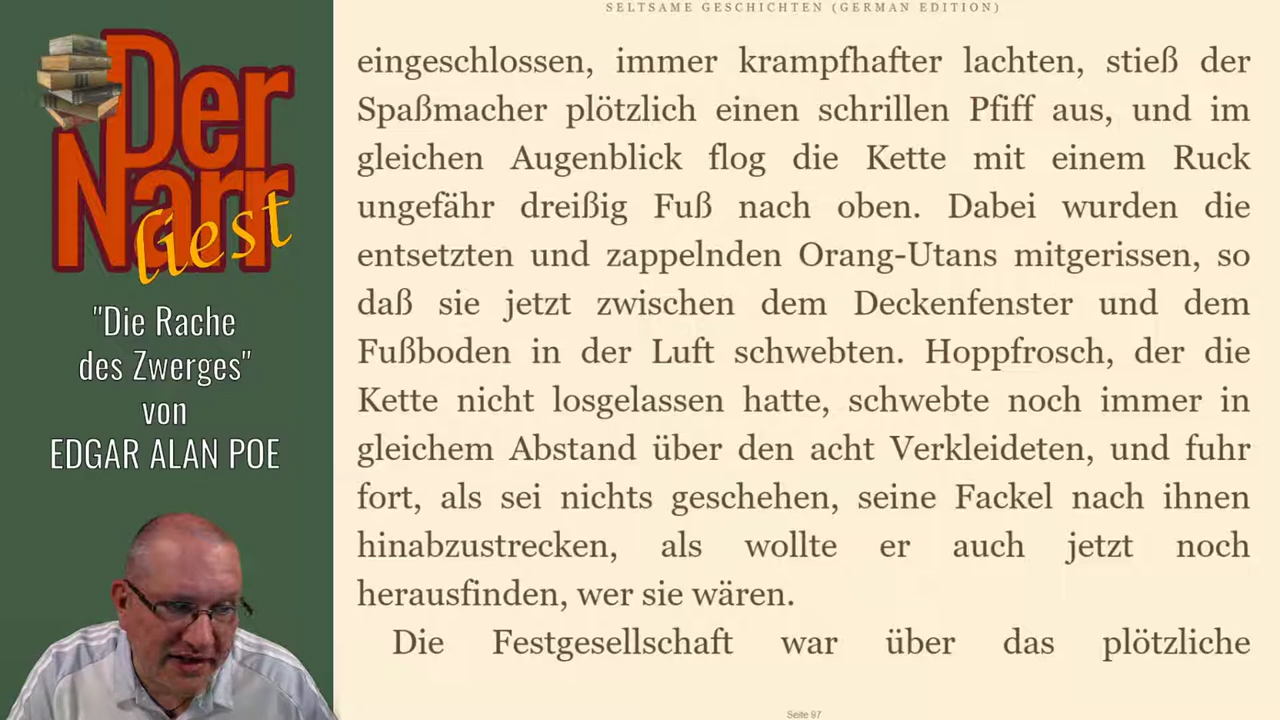 SELTSAME GESCHICHTEN (GERMAN EDITION)
Der
Narr
liest
"Die Rache
des Zwerges"
von
EDGAR ALAN POE
eingeschlossen, immer krampfhafter lachten, stieß der
Spaßmacher plötzlich einen schrillen Pfiff aus, und im
gleichen Augenblick flog die Kette mit einem Ruck
ungefähr dreißig Fuß nach oben. Dabei wurden die
entsetzten und zappelnden Orang-Utans mitgerissen, so
daß sie jetzt zwischen dem Deckenfenster und dem
Fußboden in der Luft schwebten. Hoppfrosch, der die
Kette nicht losgelassen hatte, schwebte noch immer in
gleichem Abstand über den acht Verkleideten, und fuhr
fort, als sei nichts geschehen, seine Fackel nach ihnen
hinabzustrecken, als wollte er auch jetzt noch
herausfinden, wer sie wären.
Die Festgesellschaft war über das plötzliche
Seite 97